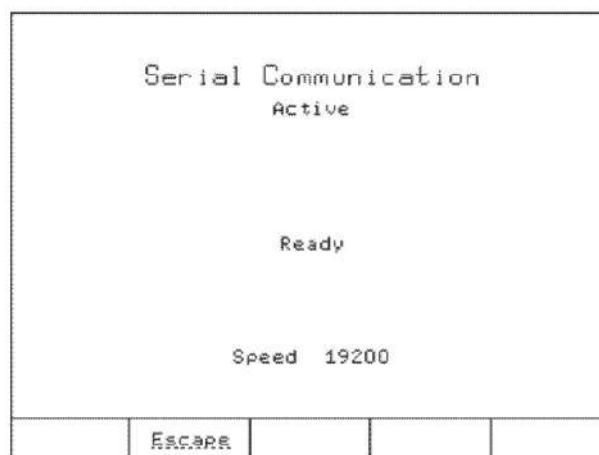 Serial Communication
Active
Ready
Speed 19200
Escape